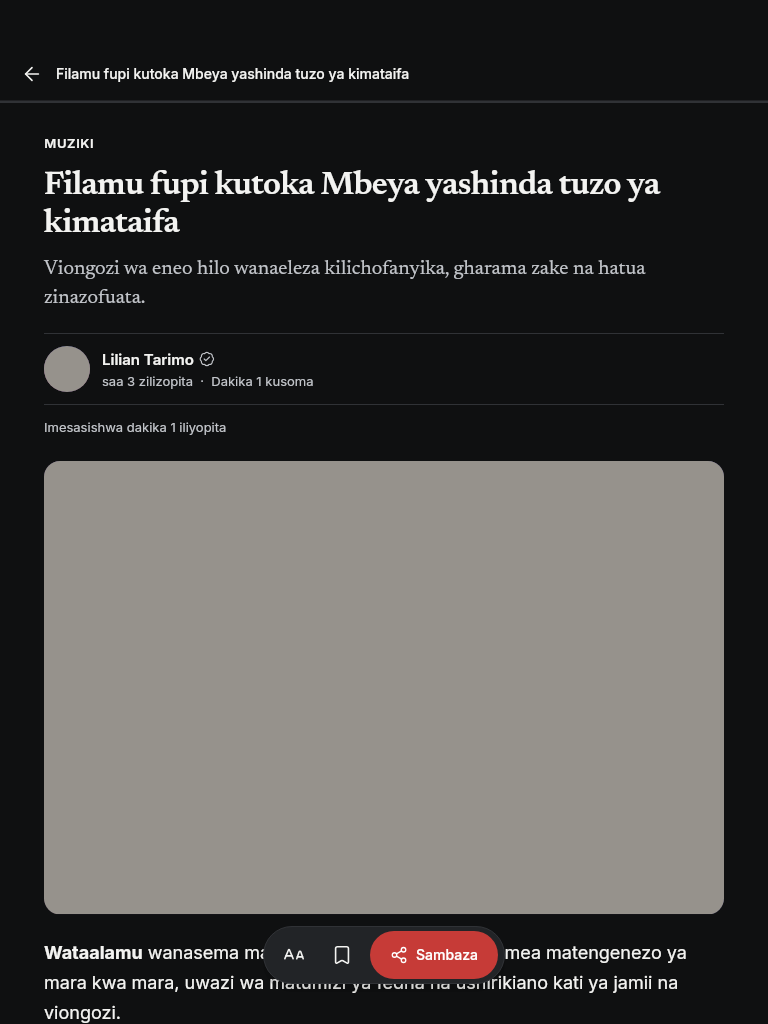 Filamu fupi kutoka Mbeya yashinda tuzo ya kimataifa
MUZIKI
Filamu fupi kutoka Mbeya yashinda tuzo ya
kimataifa
Viongozi wa eneo hilo wanaeleza kilichofanyika, gharama zake na hatua
zinazofuata.
Lilian Tarimo
saa 3 zilizopita · Dakika 1 kusoma
Imesasishwa dakika 1 iliyopita
Wataalamu wanasema matengenezo ya
mara kwa mara, uwazi wa matumizi ya fedha na ushirikiano kati ya jamii na
viongozi.
AA
Sambaza